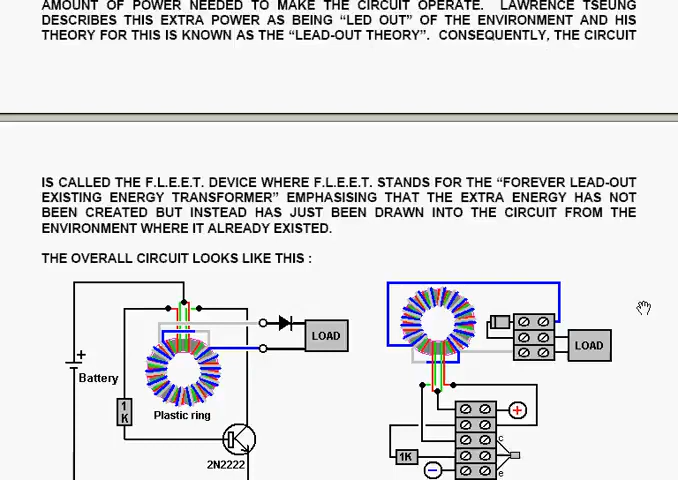 AMOUNT OF POWER NEEDED TO MAKE THE CIRCUIT OPERATE. LAWRENCE TSEUNG
DESCRIBES THIS EXTRA POWER AS BEING “LED OUT” OF THE ENVIRONMENT AND HIS
THEORY FOR THIS IS KNOWN AS THE “LEAD-OUT THEORY”. CONSEQUENTLY, THE CIRCUIT
IS CALLED THE F.L.E.E.T. DEVICE WHERE F.L.E.E.T. STANDS FOR THE “FOREVER LEAD-OUT
EXISTING ENERGY TRANSFORMER” EMPHASISING THAT THE EXTRA ENERGY HAS NOT
BEEN CREATED BUT INSTEAD HAS JUST BEEN DRAWN INTO THE CIRCUIT FROM THE
ENVIRONMENT WHERE IT ALREADY EXISTED.
THE OVERALL CIRCUIT LOOKS LIKE THIS :
LOAD
+
Battery
1
K
Plastic ring
2N2222
LOAD
+
c
1K
−
e